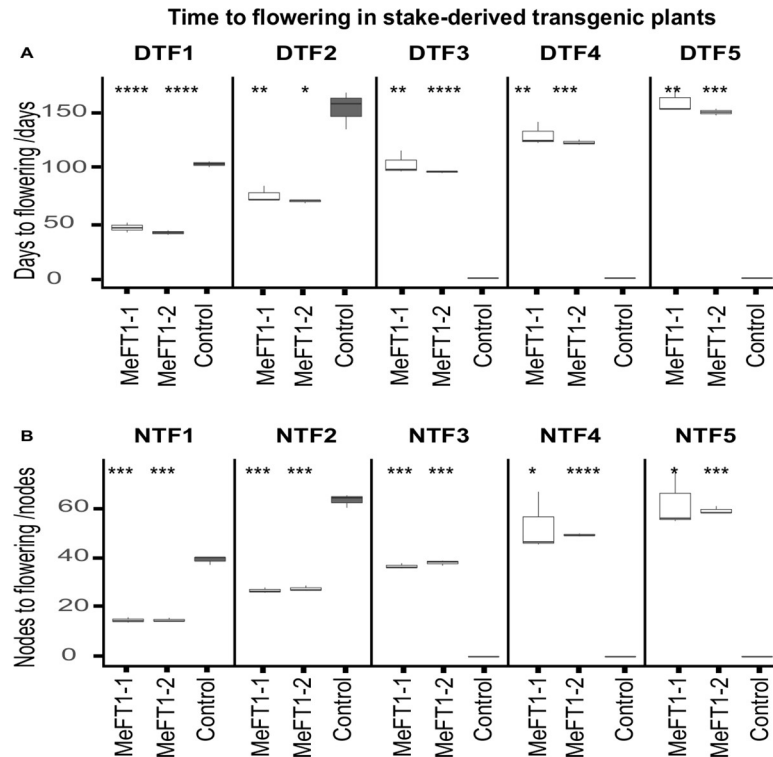 Time to flowering in stake-derived transgenic plants
A
DTF1 DTF2 DTF3 DTF4 DTF5
**** **** ** * ** **** ** *** ** ***
Days to flowering /days
150
100
50
0
MeFT1-1 MeFT1-2 Control MeFT1-1 MeFT1-2 Control MeFT1-1 MeFT1-2 Control MeFT1-1 MeFT1-2 Control MeFT1-1 MeFT1-2 Control
B
NTF1 NTF2 NTF3 NTF4 NTF5
*** *** *** *** *** *** * **** * ***
Nodes to flowering /nodes
60
40
20
0
MeFT1-1 MeFT1-2 Control MeFT1-1 MeFT1-2 Control MeFT1-1 MeFT1-2 Control MeFT1-1 MeFT1-2 Control MeFT1-1 MeFT1-2 Control